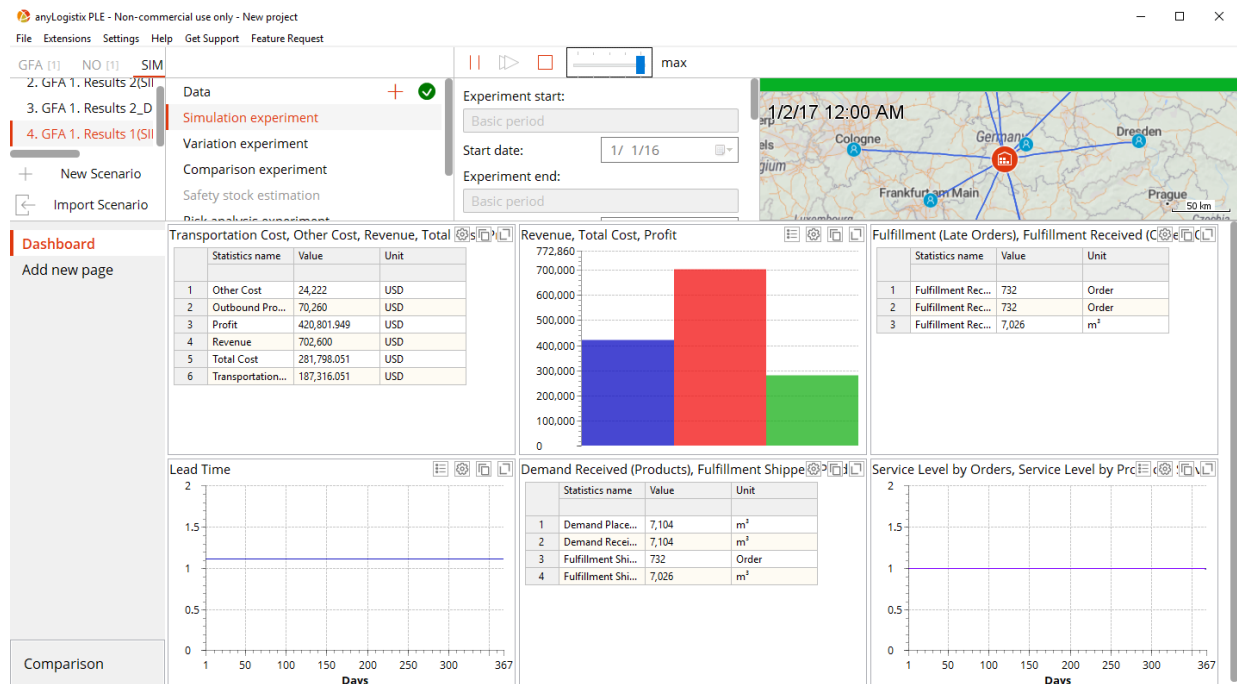 anyLogistix PLE - Non-commercial use only - New project
File Extensions Settings Help Get Support Feature Request
GFA [1] NO [1] SIM
2. GFA 1. Results 2(SI
3. GFA 1. Results 2_D
4. GFA 1. Results 1(SI
New Scenario
Import Scenario
Data
Simulation experiment
Variation experiment
Comparison experiment
Safety stock estimation
Risk analysis experiment
max
Experiment start:
Basic period
Start date:
1/ 1/16
Experiment end:
Basic period
1/2/17 12:00 AM
Cologne
Germany
Dresden
gium
Frankfurt am Main
Prague
50 km
Luxembourg
Czechia
Dashboard
Add new page
Comparison
Transportation Cost, Other Cost, Revenue, Total
Statistics name Value Unit
1 Other Cost 24,222 USD
2 Outbound Pro... 70,260 USD
3 Profit 420,801.949 USD
4 Revenue 702,600 USD
5 Total Cost 281,798.051 USD
6 Transportation... 187,316.051 USD
Revenue, Total Cost, Profit
772,860
700,000
600,000
500,000
400,000
300,000
200,000
100,000
0
Fulfillment (Late Orders), Fulfillment Received (
Statistics name Value Unit
1 Fulfillment Rec... 732 Order
2 Fulfillment Rec... 732 Order
3 Fulfillment Rec... 7,026 m³
Lead Time
2
1.5
1
0.5
0
1 50 100 150 200 250 300 367
Days
Demand Received (Products), Fulfillment Shippe
Statistics name Value Unit
1 Demand Place... 7,104 m³
2 Demand Recei... 7,104 m³
3 Fulfillment Shi... 732 Order
4 Fulfillment Shi... 7,026 m³
Service Level by Orders, Service Level by Pro
2
1.5
1
0.5
0
1 50 100 150 200 250 300 367
Days